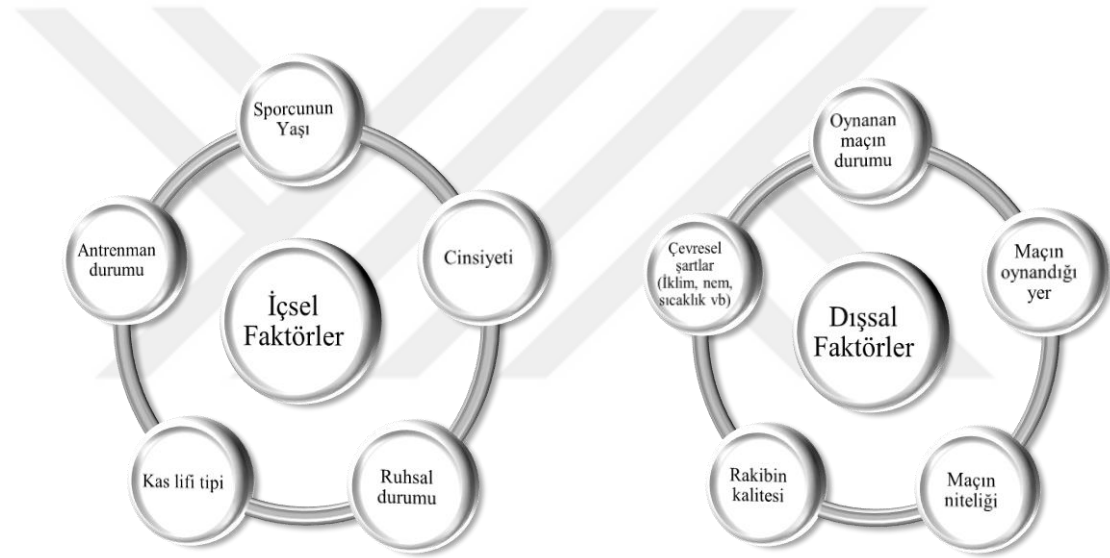 Sporcunun
Yaşı
Cinsiyeti
Ruhsal
durumu
Kas lifi tipi
Antrenman
durumu
İçsel
Faktörler
Oynanan
maçın
durumu
Maçın
oynandığı
yer
Maçın
niteliği
Rakibin
kalitesi
Çevresel
şartlar
(İklim, nem,
sıcaklık vb)
Dışsal
Faktörler